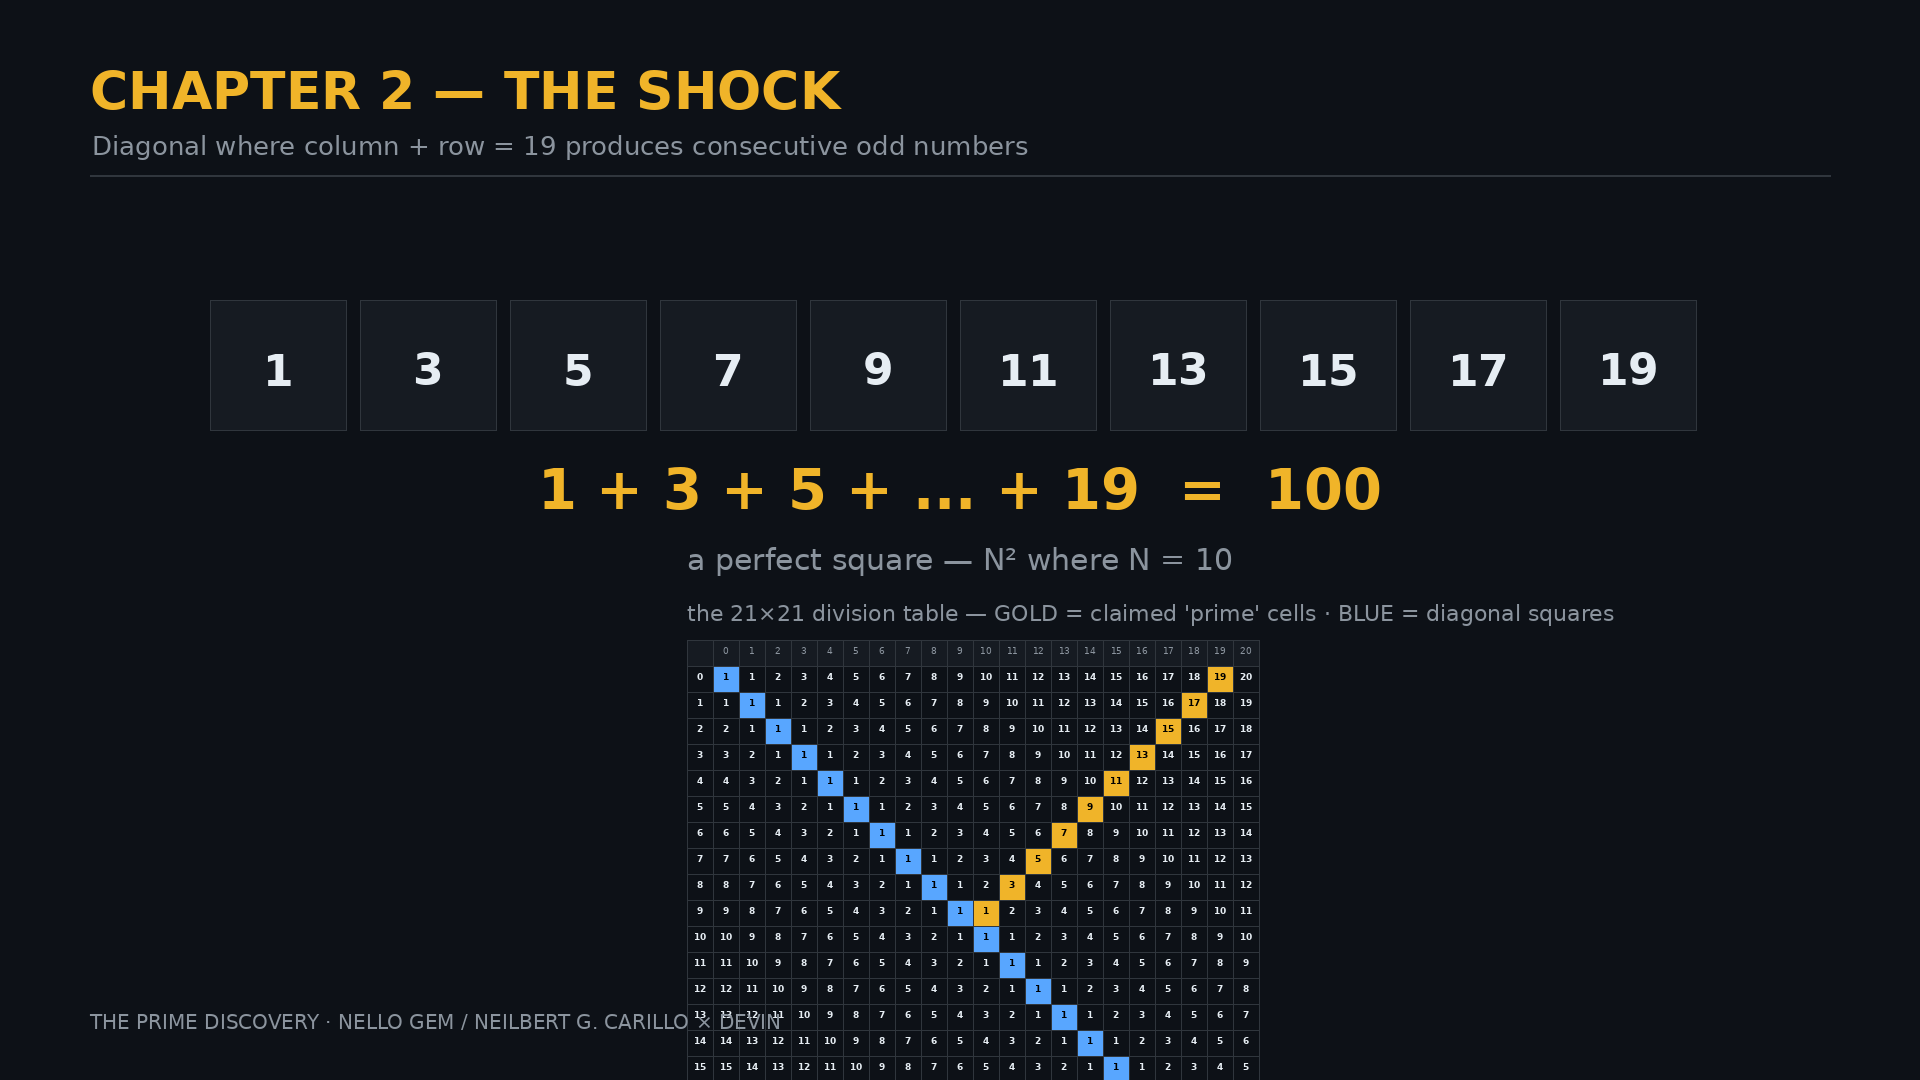 CHAPTER 2 — THE SHOCK
Diagonal where column + row = 19 produces consecutive odd numbers
1 3 5 7 9 11 13 15 17 19
1 + 3 + 5 + ... + 19 = 100
a perfect square — N² where N = 10
the 21×21 division table — GOLD = claimed 'prime' cells · BLUE = diagonal squares
0 1 2 3 4 5 6 7 8 9 10 11 12 13 14 15 16 17 18 19 20
0 1 1 2 3 4 5 6 7 8 9 10 11 12 13 14 15 16 17 18 19 20
1 1 1 1 2 3 4 5 6 7 8 9 10 11 12 13 14 15 16 17 18 19
2 2 1 1 1 2 3 4 5 6 7 8 9 10 11 12 13 14 15 16 17 18
3 3 2 1 1 1 2 3 4 5 6 7 8 9 10 11 12 13 14 15 16 17
4 4 3 2 1 1 1 2 3 4 5 6 7 8 9 10 11 12 13 14 15 16
5 5 4 3 2 1 1 1 2 3 4 5 6 7 8 9 10 11 12 13 14 15
6 6 5 4 3 2 1 1 1 2 3 4 5 6 7 8 9 10 11 12 13 14
7 7 6 5 4 3 2 1 1 1 2 3 4 5 6 7 8 9 10 11 12 13
8 8 7 6 5 4 3 2 1 1 1 2 3 4 5 6 7 8 9 10 11 12
9 9 8 7 6 5 4 3 2 1 1 1 2 3 4 5 6 7 8 9 10 11
10 10 9 8 7 6 5 4 3 2 1 1 1 2 3 4 5 6 7 8 9 10
11 11 10 9 8 7 6 5 4 3 2 1 1 1 2 3 4 5 6 7 8 9
12 12 11 10 9 8 7 6 5 4 3 2 1 1 1 2 3 4 5 6 7 8
13 13 12 11 10 9 8 7 6 5 4 3 2 1 1 1 2 3 4 5 6 7
THE PRIME DISCOVERY · NELLO GEM / NEILBERT G. CARILLO × DEVIN
14 14 13 12 11 10 9 8 7 6 5 4 3 2 1 1 1 2 3 4 5 6
15 15 14 13 12 11 10 9 8 7 6 5 4 3 2 1 1 1 2 3 4 5